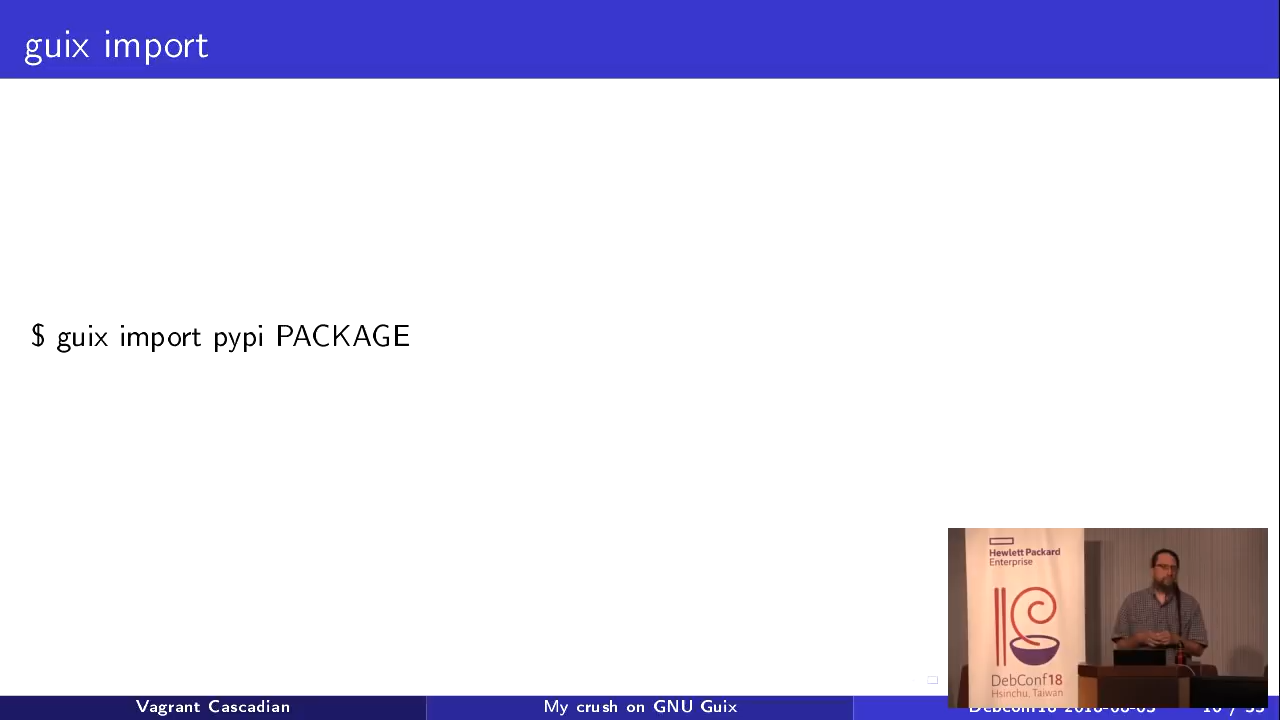 guix import
$ guix import pypi PACKAGE
Hewlett Packard
Enterprise
DebConf18
Hsinchu, Taiwan
Vagrant Cascadian
My crush on GNU Guix